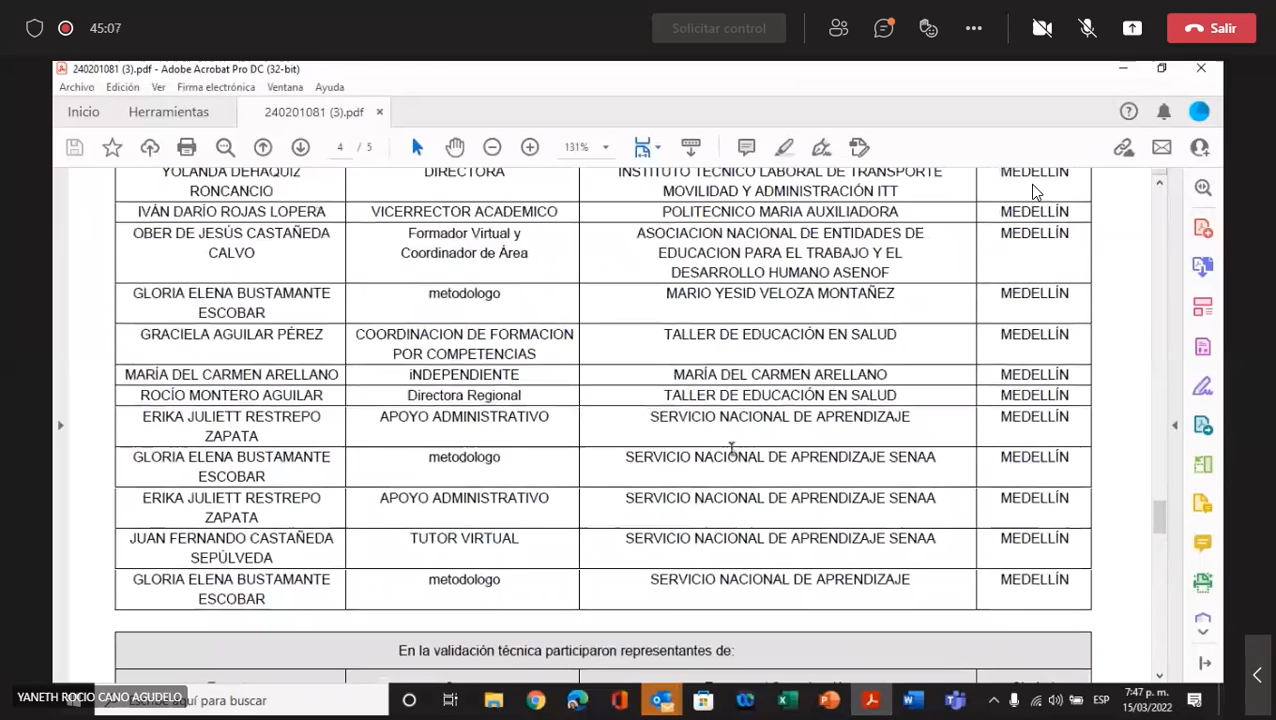 45:07
Solicitar control
Salir
240201081 (3).pdf - Adobe Acrobat Pro DC (32-bit)
Archivo Edición Ver Firma electrónica Ventana Ayuda
Inicio Herramientas 240201081 (3).pdf
4 / 5 131%
YOLANDA DEHAQUIZ RONCANCIO DIRECTORA INSTITUTO TECNICO LABORAL DE TRANSPORTE MOVILIDAD Y ADMINISTRACIÓN ITT MEDELLÍN
IVÁN DARÍO ROJAS LOPERA VICERRECTOR ACADEMICO POLITECNICO MARIA AUXILIADORA MEDELLÍN
OBER DE JESÚS CASTAÑEDA CALVO Formador Virtual y Coordinador de Área ASOCIACION NACIONAL DE ENTIDADES DE EDUCACION PARA EL TRABAJO Y EL DESARROLLO HUMANO ASENOF MEDELLÍN
GLORIA ELENA BUSTAMANTE ESCOBAR metodologo MARIO YESID VELOZA MONTAÑEZ MEDELLÍN
GRACIELA AGUILAR PÉREZ COORDINACION DE FORMACION POR COMPETENCIAS TALLER DE EDUCACIÓN EN SALUD MEDELLÍN
MARÍA DEL CARMEN ARELLANO iNDEPENDIENTE MARÍA DEL CARMEN ARELLANO MEDELLÍN
ROCÍO MONTERO AGUILAR Directora Regional TALLER DE EDUCACIÓN EN SALUD MEDELLÍN
ERIKA JULIETT RESTREPO ZAPATA APOYO ADMINISTRATIVO SERVICIO NACIONAL DE APRENDIZAJE MEDELLÍN
GLORIA ELENA BUSTAMANTE ESCOBAR metodologo SERVICIO NACIONAL DE APRENDIZAJE SENAA MEDELLÍN
ERIKA JULIETT RESTREPO ZAPATA APOYO ADMINISTRATIVO SERVICIO NACIONAL DE APRENDIZAJE SENAA MEDELLÍN
JUAN FERNANDO CASTAÑEDA SEPÚLVEDA TUTOR VIRTUAL SERVICIO NACIONAL DE APRENDIZAJE SENAA MEDELLÍN
GLORIA ELENA BUSTAMANTE ESCOBAR metodologo SERVICIO NACIONAL DE APRENDIZAJE MEDELLÍN
En la validación técnica participaron representantes de:
YANETH ROCIO CANO AGUDELO
Escribe aquí para buscar
ESP
7:47 p. m.
15/03/2022